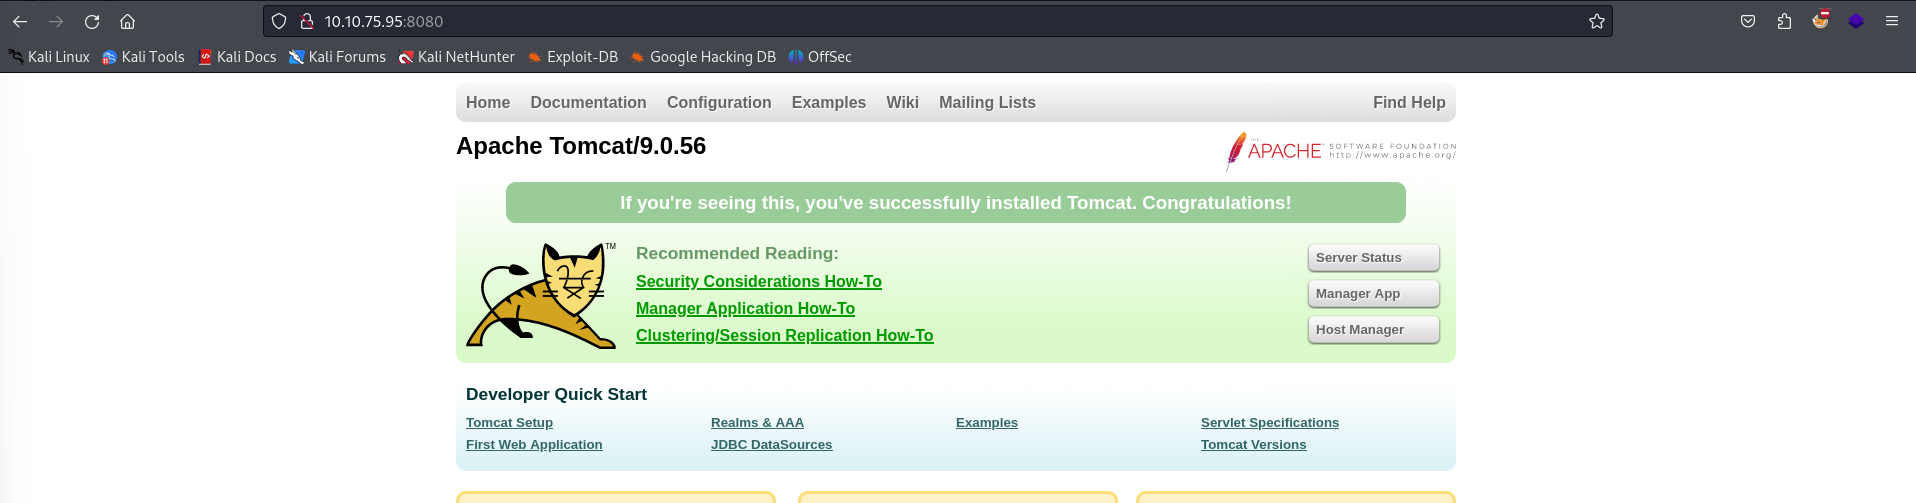 10.10.75.95:8080
Kali Linux Kali Tools Kali Docs Kali Forums Kali NetHunter Exploit-DB Google Hacking DB OffSec
Home Documentation Configuration Examples Wiki Mailing Lists Find Help
Apache Tomcat/9.0.56
THE
APACHE
SOFTWARE FOUNDATION
http://www.apache.org/
If you're seeing this, you've successfully installed Tomcat. Congratulations!
TM
Recommended Reading:
Security Considerations How-To
Manager Application How-To
Clustering/Session Replication How-To
Server Status
Manager App
Host Manager
Developer Quick Start
Tomcat Setup Realms & AAA Examples Servlet Specifications
First Web Application JDBC DataSources Tomcat Versions